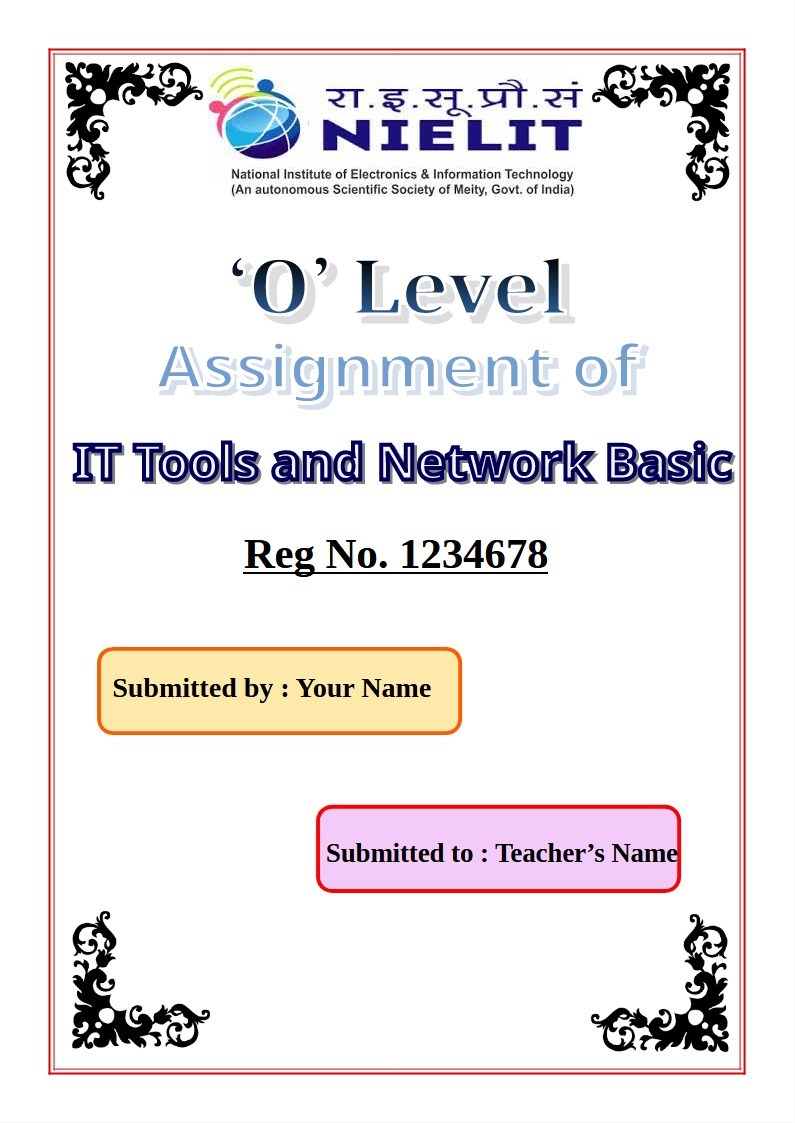 रा.इ.सू.प्रौ.सं
NIELIT
National Institute of Electronics & Information Technology
(An autonomous Scientific Society of Meity, Govt. of India)
‘O’ Level
Assignment of
IT Tools and Network Basic
Reg No. 1234678
Submitted by : Your Name
Submitted to : Teacher’s Name